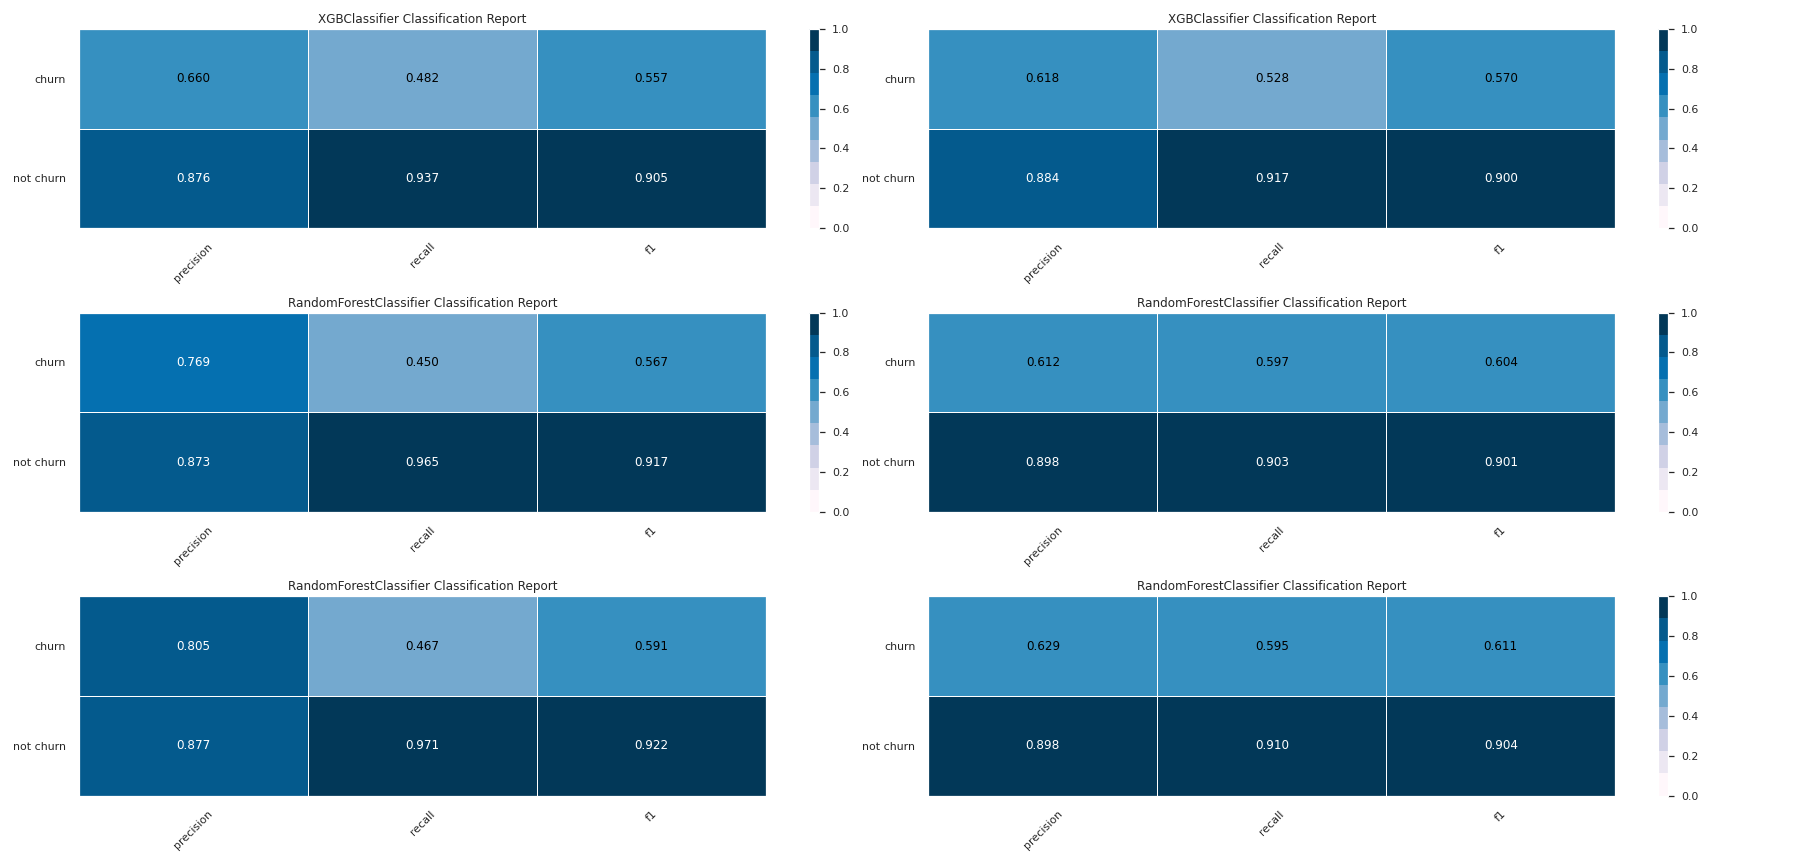 XGBClassifier Classification Report
churn 0.660 0.482 0.557
not churn 0.876 0.937 0.905
precision recall f1
1.0
0.8
0.6
0.4
0.2
0.0
XGBClassifier Classification Report
churn 0.618 0.528 0.570
not churn 0.884 0.917 0.900
precision recall f1
1.0
0.8
0.6
0.4
0.2
0.0
RandomForestClassifier Classification Report
churn 0.769 0.450 0.567
not churn 0.873 0.965 0.917
precision recall f1
1.0
0.8
0.6
0.4
0.2
0.0
RandomForestClassifier Classification Report
churn 0.612 0.597 0.604
not churn 0.898 0.903 0.901
precision recall f1
1.0
0.8
0.6
0.4
0.2
0.0
RandomForestClassifier Classification Report
churn 0.805 0.467 0.591
not churn 0.877 0.971 0.922
precision recall f1
RandomForestClassifier Classification Report
churn 0.629 0.595 0.611
not churn 0.898 0.910 0.904
precision recall f1
1.0
0.8
0.6
0.4
0.2
0.0